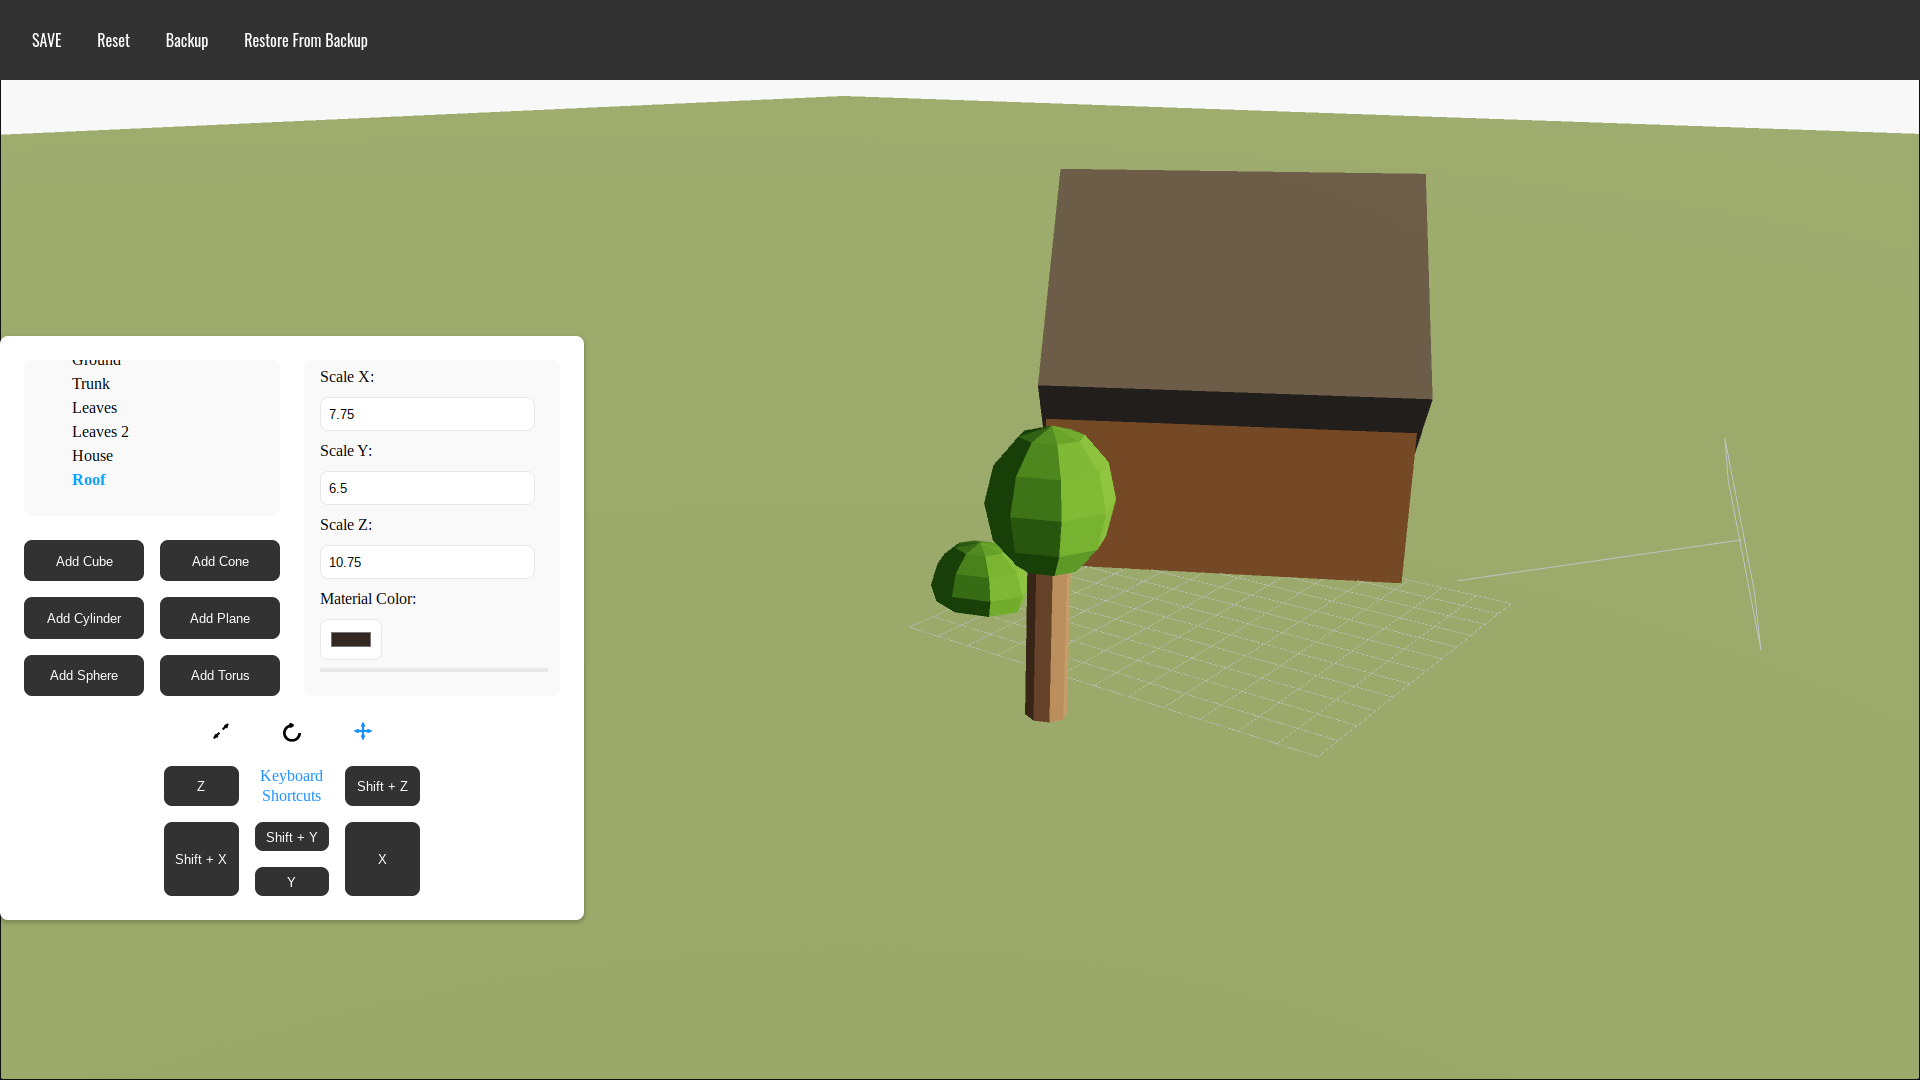 SAVE Reset Backup Restore From Backup
Ground
Trunk
Leaves
Leaves 2
House
Roof
Add Cube Add Cone
Add Cylinder Add Plane
Add Sphere Add Torus
Scale X:
7.75
Scale Y:
6.5
Scale Z:
10.75
Material Color:
Z Keyboard Shift + Z
Shortcuts
Shift + X Shift + Y X
Y